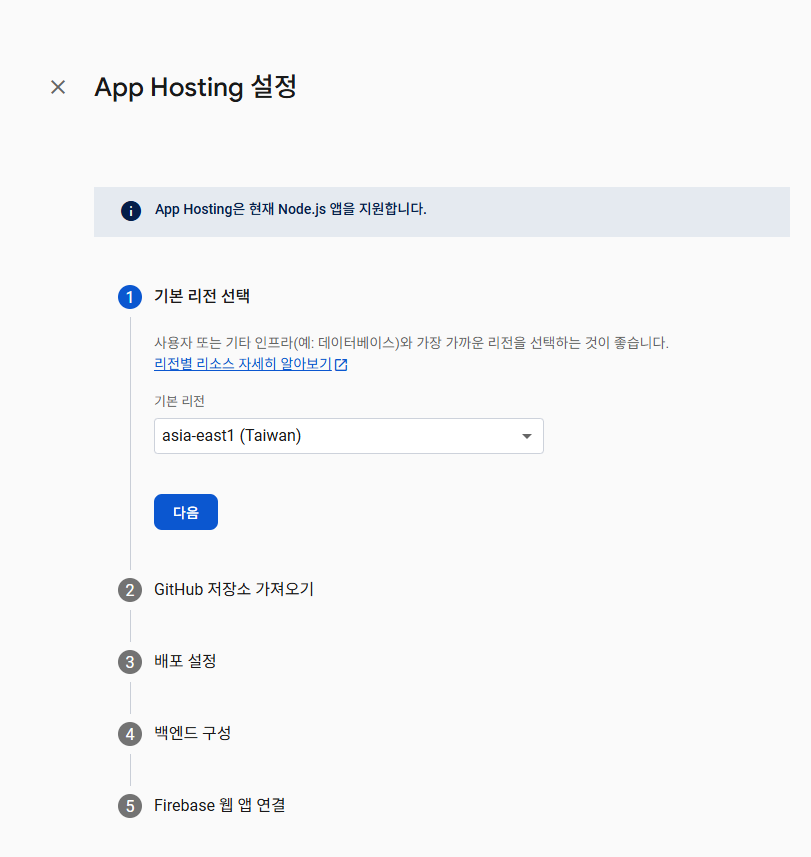 App Hosting 설정
App Hosting은 현재 Node.js 앱을 지원합니다.
1 기본 리전 선택
사용자 또는 기타 인프라(예: 데이터베이스)와 가장 가까운 리전을 선택하는 것이 좋습니다.
리전별 리소스 자세히 알아보기
기본 리전
asia-east1 (Taiwan)
다음
2 GitHub 저장소 가져오기
3 배포 설정
4 백엔드 구성
5 Firebase 웹 앱 연결